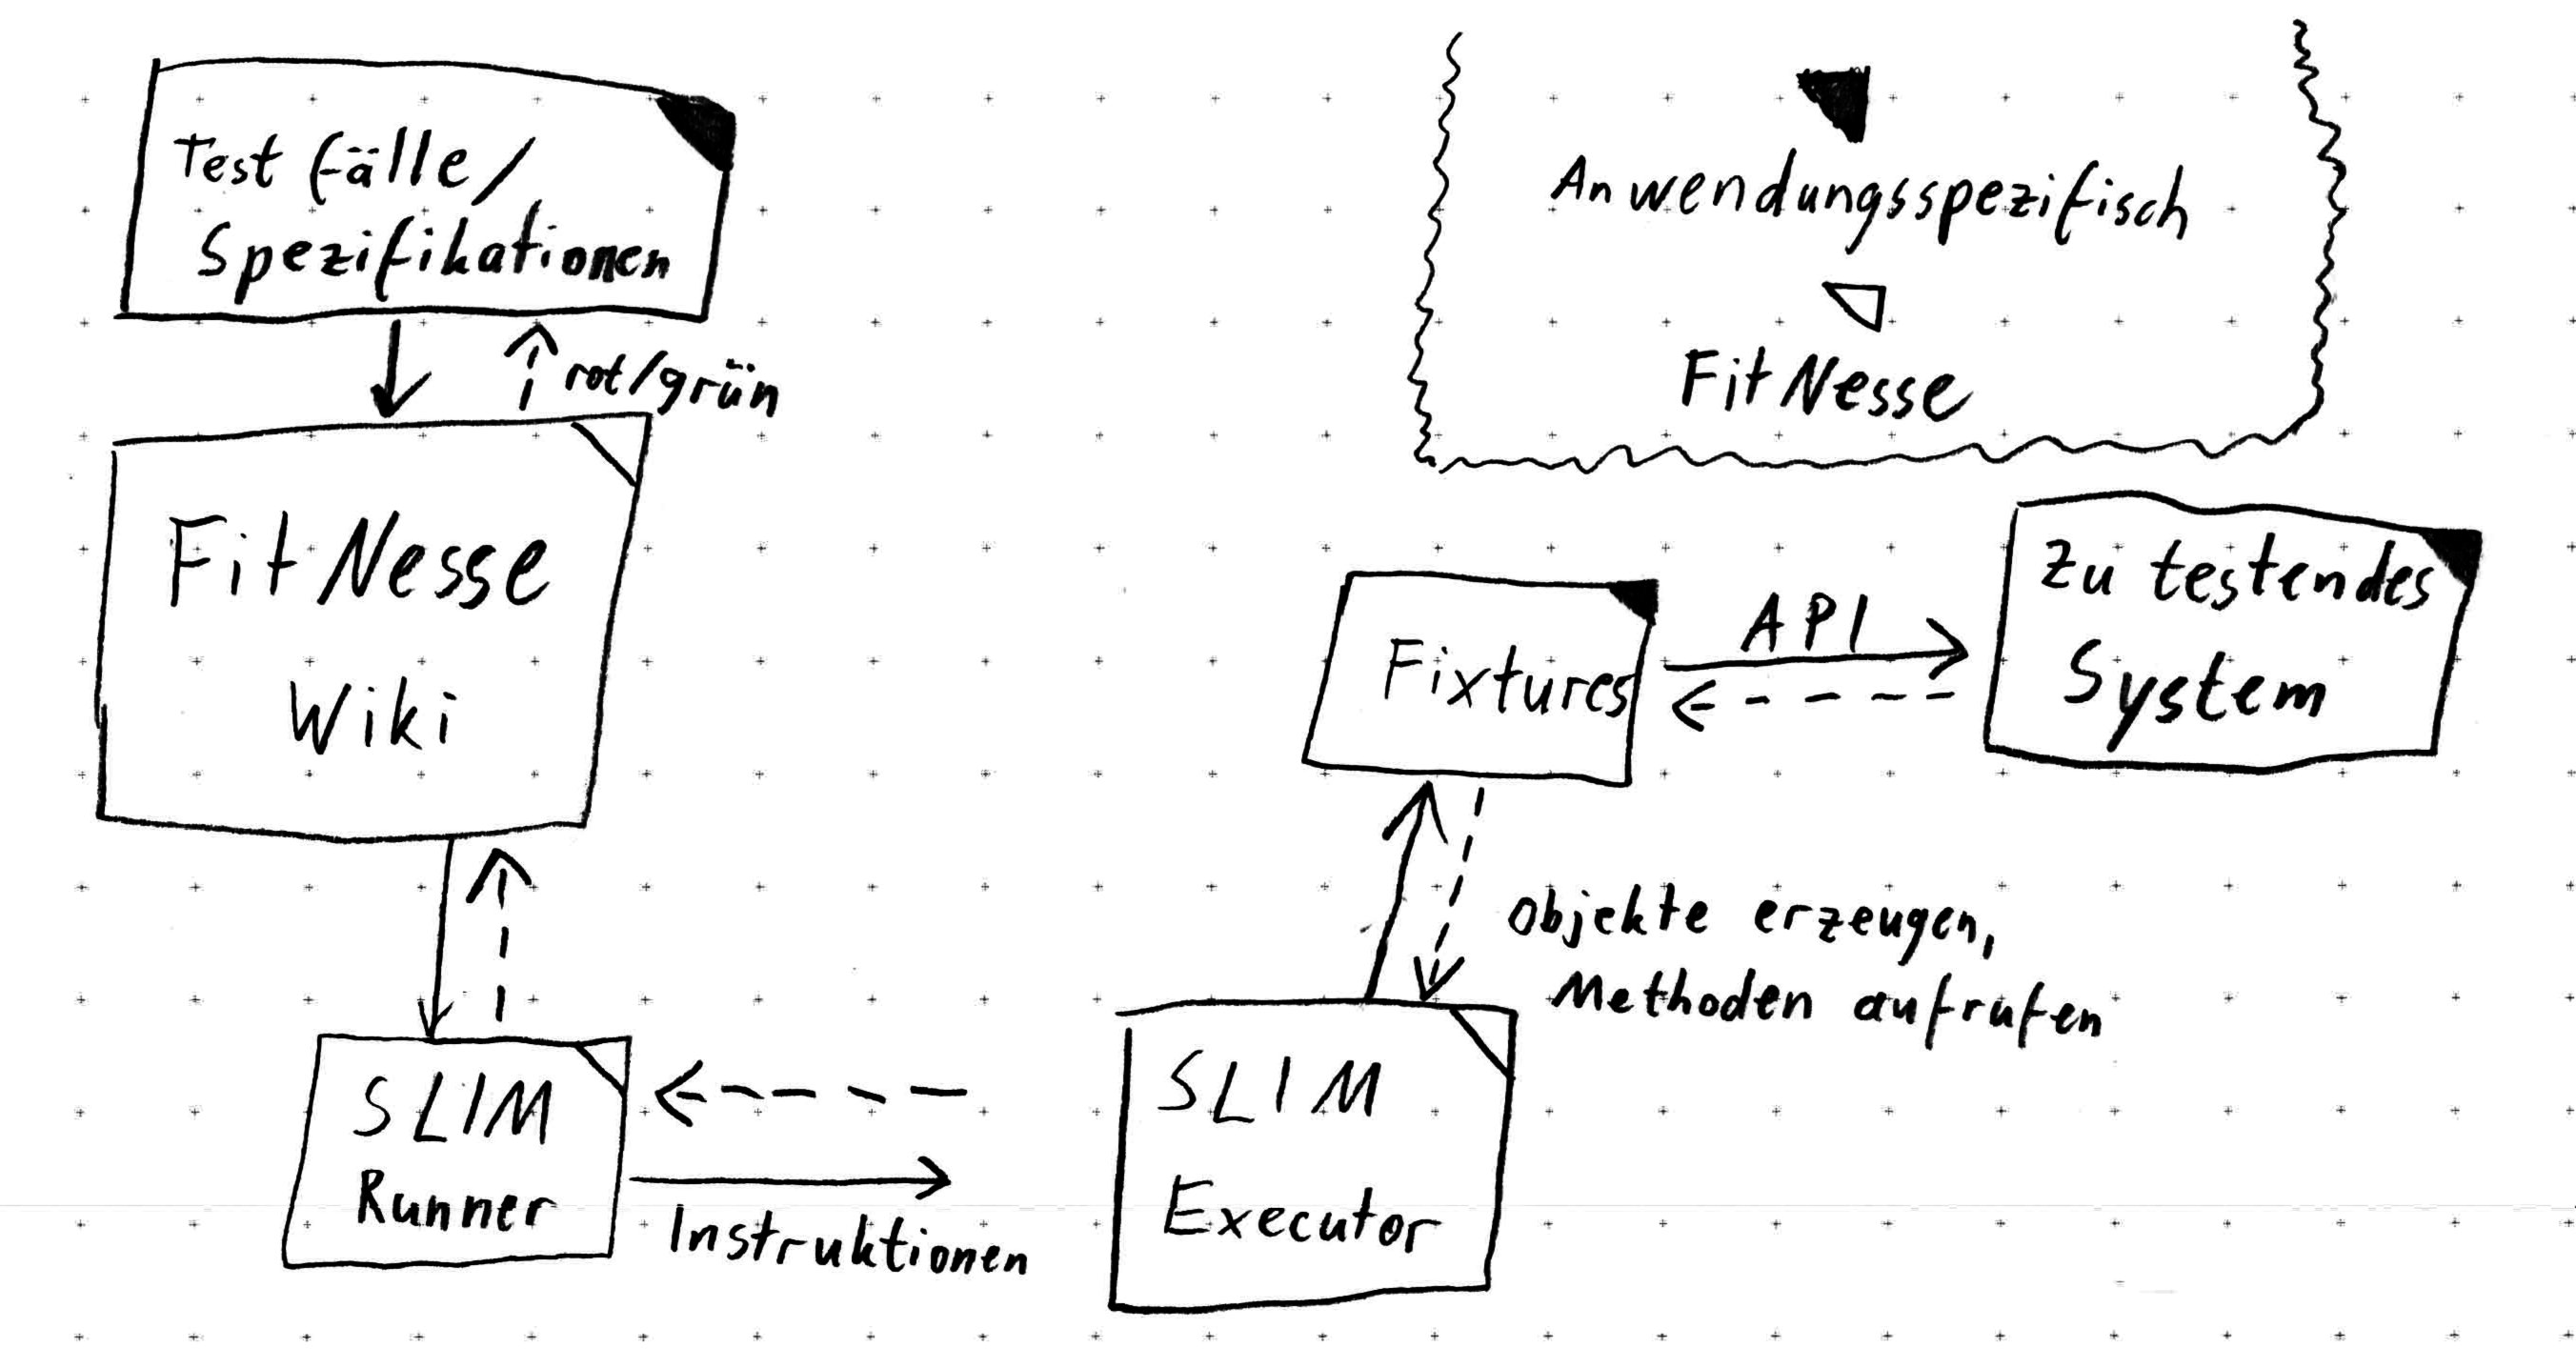 Testfälle/
Spezifikationen
rot/grün
FitNesse
Wiki
SLIM
Runner
Instruktionen
SLIM
Executor
Objekte erzeugen,
Methoden aufrufen
Fixtures
API
Zu testendes
System
Anwendungsspezifisch
FitNesse